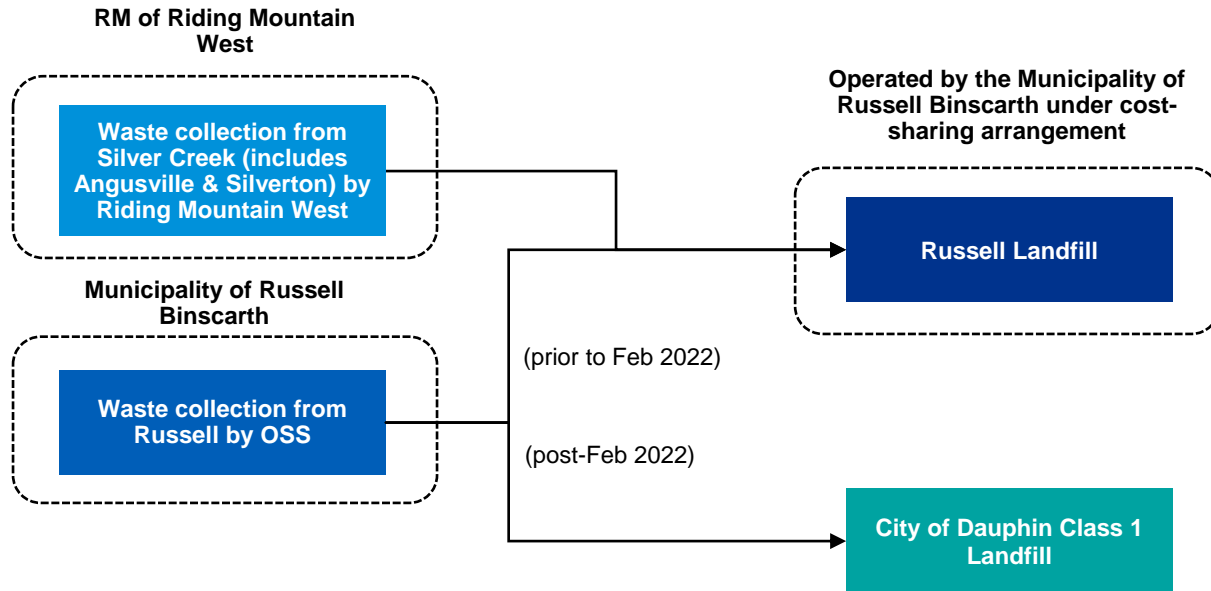 RM of Riding Mountain
West
Waste collection from
Silver Creek (includes
Angusville & Silverton) by
Riding Mountain West
Operated by the Municipality of
Russell Binscarth under cost-
sharing arrangement
Russell Landfill
Municipality of Russell
Binscarth
Waste collection from
Russell by OSS
(prior to Feb 2022)
(post-Feb 2022)
City of Dauphin Class 1
Landfill